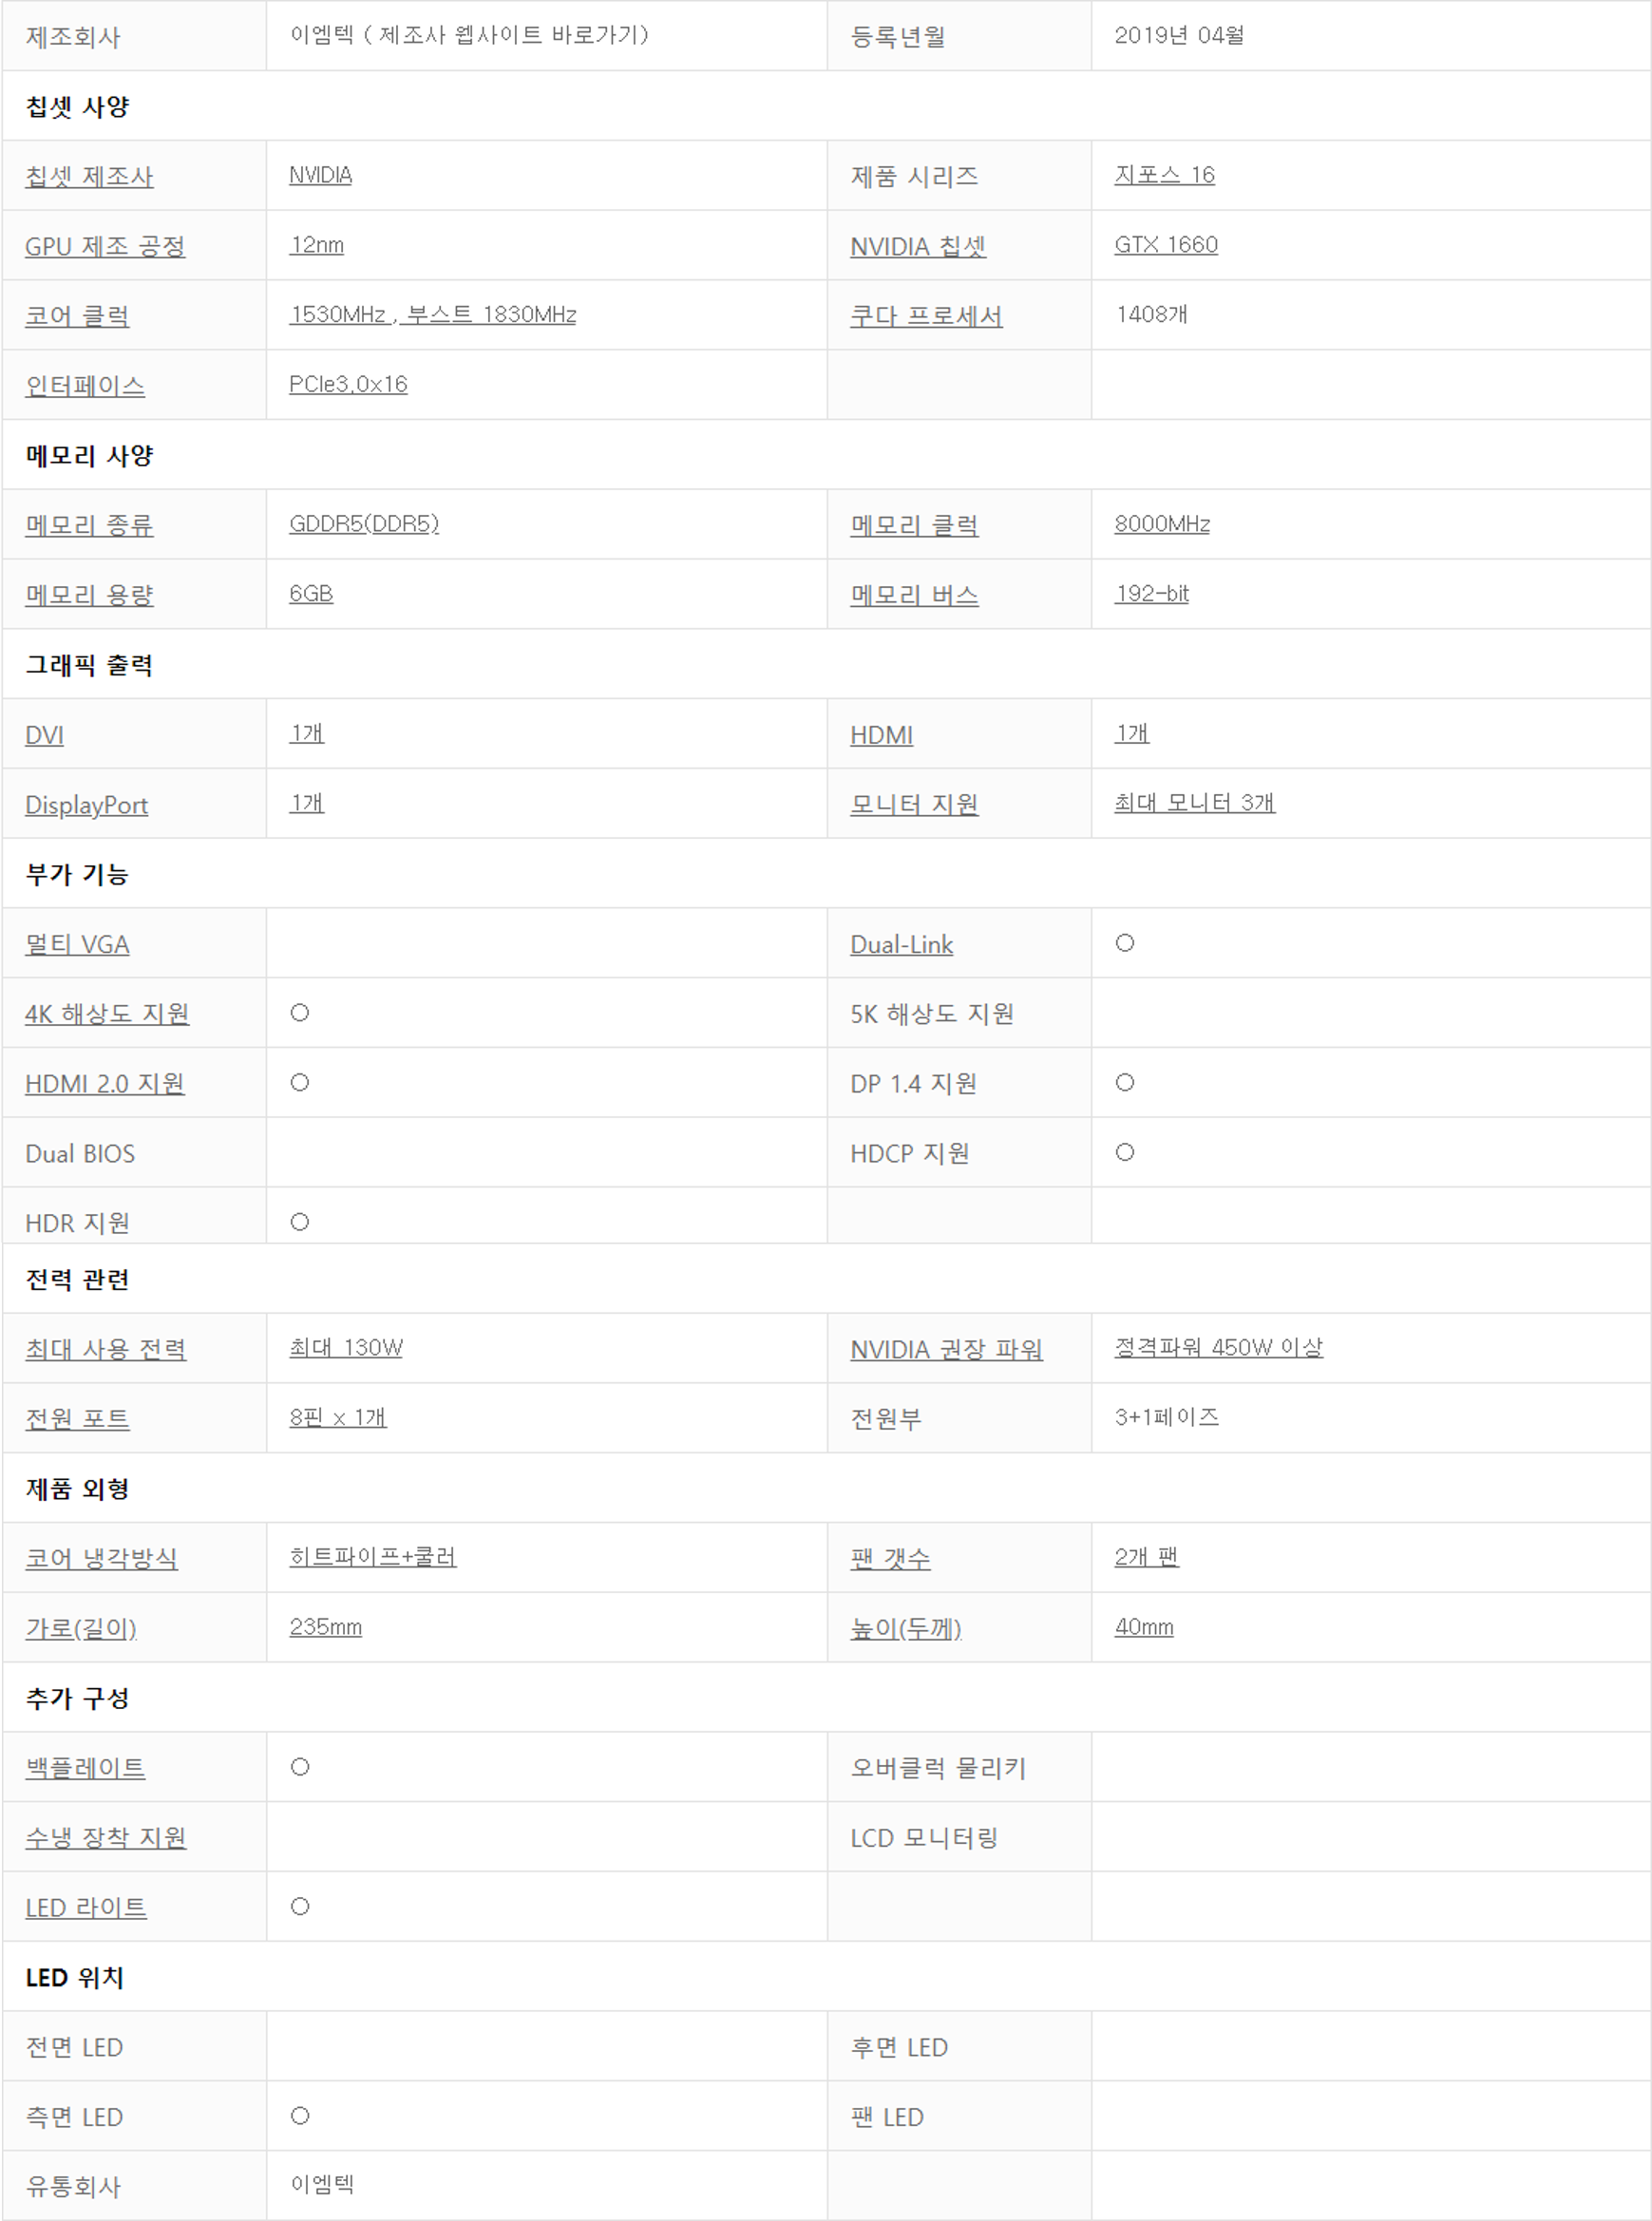 제조회사 이엠텍 ( 제조사 웹사이트 바로가기) 등록년월 2019년 04월
칩셋 사양
칩셋 제조사 NVIDIA 제품 시리즈 지포스 16
GPU 제조 공정 12nm NVIDIA 칩셋 GTX 1660
코어 클럭 1530MHz , 부스트 1830MHz 쿠다 프로세서 1408개
인터페이스 PCIe3.0x16
메모리 사양
메모리 종류 GDDR5(DDR5) 메모리 클럭 8000MHz
메모리 용량 6GB 메모리 버스 192-bit
그래픽 출력
DVI 1개 HDMI 1개
DisplayPort 1개 모니터 지원 최대 모니터 3개
부가 기능
멀티 VGA Dual-Link ○
4K 해상도 지원 ○ 5K 해상도 지원
HDMI 2.0 지원 ○ DP 1.4 지원 ○
Dual BIOS HDCP 지원 ○
HDR 지원 ○
전력 관련
최대 사용 전력 최대 130W NVIDIA 권장 파워 정격파워 450W 이상
전원 포트 8핀 x 1개 전원부 3+1페이즈
제품 외형
코어 냉각방식 히트파이프+쿨러 팬 갯수 2개 팬
가로(길이) 235mm 높이(두께) 40mm
추가 구성
백플레이트 ○ 오버클럭 물리키
수냉 장착 지원 LCD 모니터링
LED 라이트 ○
LED 위치
전면 LED 후면 LED
측면 LED ○ 팬 LED
유통회사 이엠텍